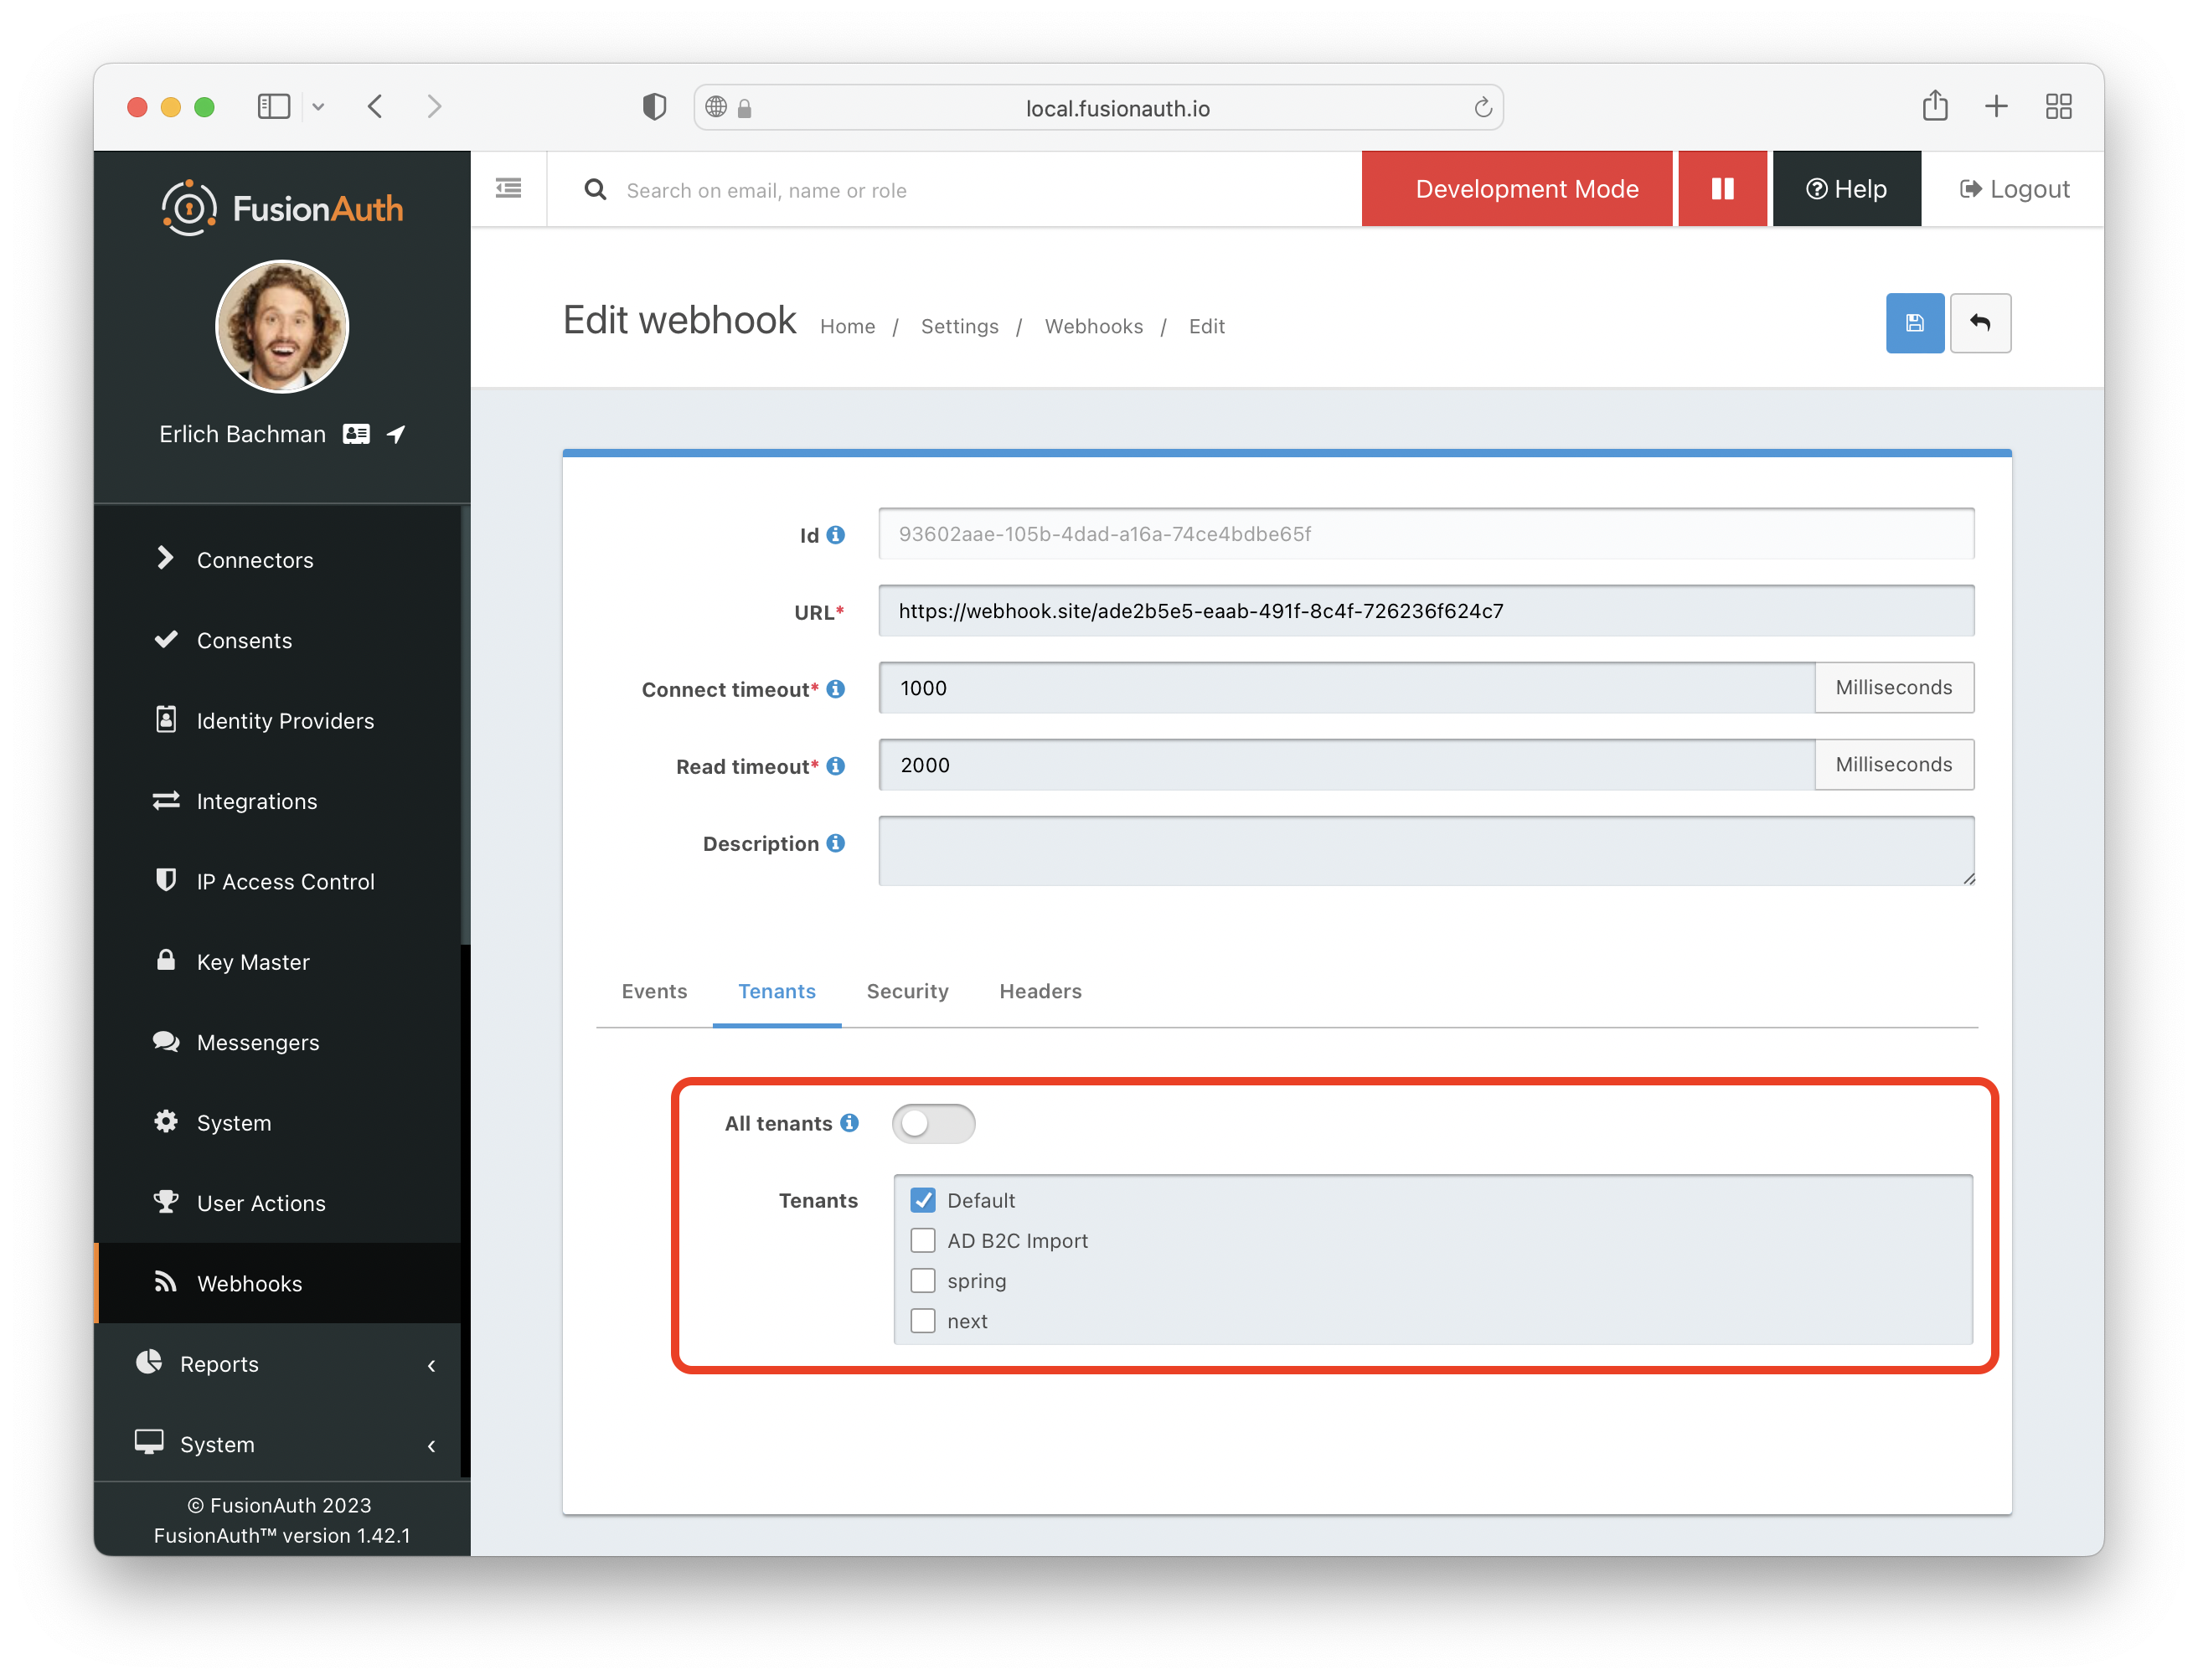 local.fusionauth.io
FusionAuth
Search on email, name or role
Development Mode
Help
Logout
Edit webhook
Home / Settings / Webhooks / Edit
Erlich Bachman
Connectors
Consents
Identity Providers
Integrations
IP Access Control
Key Master
Messengers
System
User Actions
Webhooks
Reports
System
© FusionAuth 2023
FusionAuth™ version 1.42.1
Id
93602aae-105b-4dad-a16a-74ce4bdbe65f
URL*
https://webhook.site/ade2b5e5-eaab-491f-8c4f-726236f624c7
Connect timeout*
1000
Milliseconds
Read timeout*
2000
Milliseconds
Description
Events
Tenants
Security
Headers
All tenants
Tenants
Default
AD B2C Import
spring
next